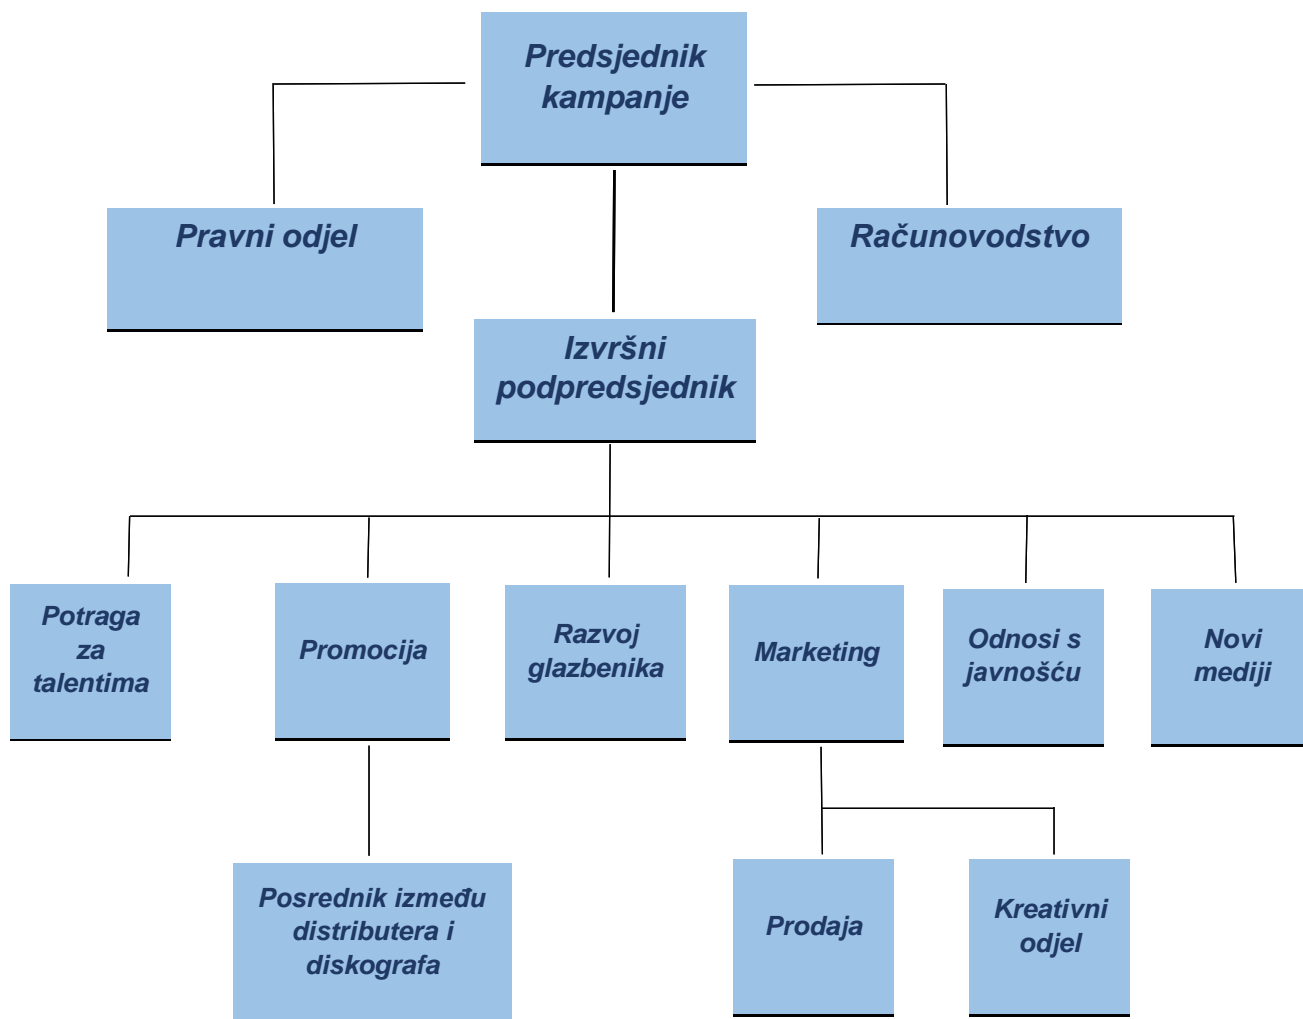 Predsjednik
kampanje
Pravni odjel
Računovodstvo
Izvršni
podpredsjednik
Potraga
za
talentima
Promocija
Razvoj
glazbenika
Marketing
Odnosi s
javnošću
Novi
mediji
Posrednik između
distributera i
diskografa
Prodaja
Kreativni
odjel